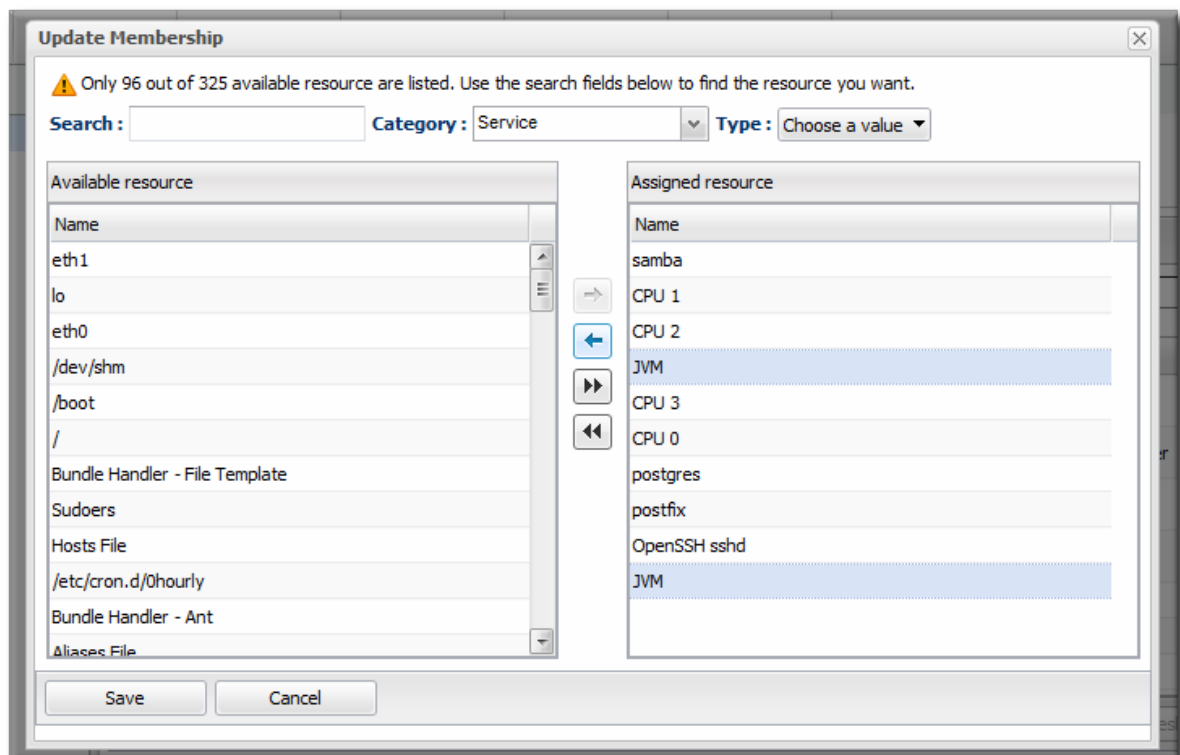 Update Membership
Only 96 out of 325 available resource are listed. Use the search fields below to find the resource you want.
Search : Category : Service Type : Choose a value
Available resource
Name
eth1
lo
eth0
/dev/shm
/boot
/
Bundle Handler - File Template
Sudoers
Hosts File
/etc/cron.d/0hourly
Bundle Handler - Ant
Aliases File
Assigned resource
Name
samba
CPU 1
CPU 2
JVM
CPU 3
CPU 0
postgres
postfix
OpenSSH sshd
JVM
Save Cancel